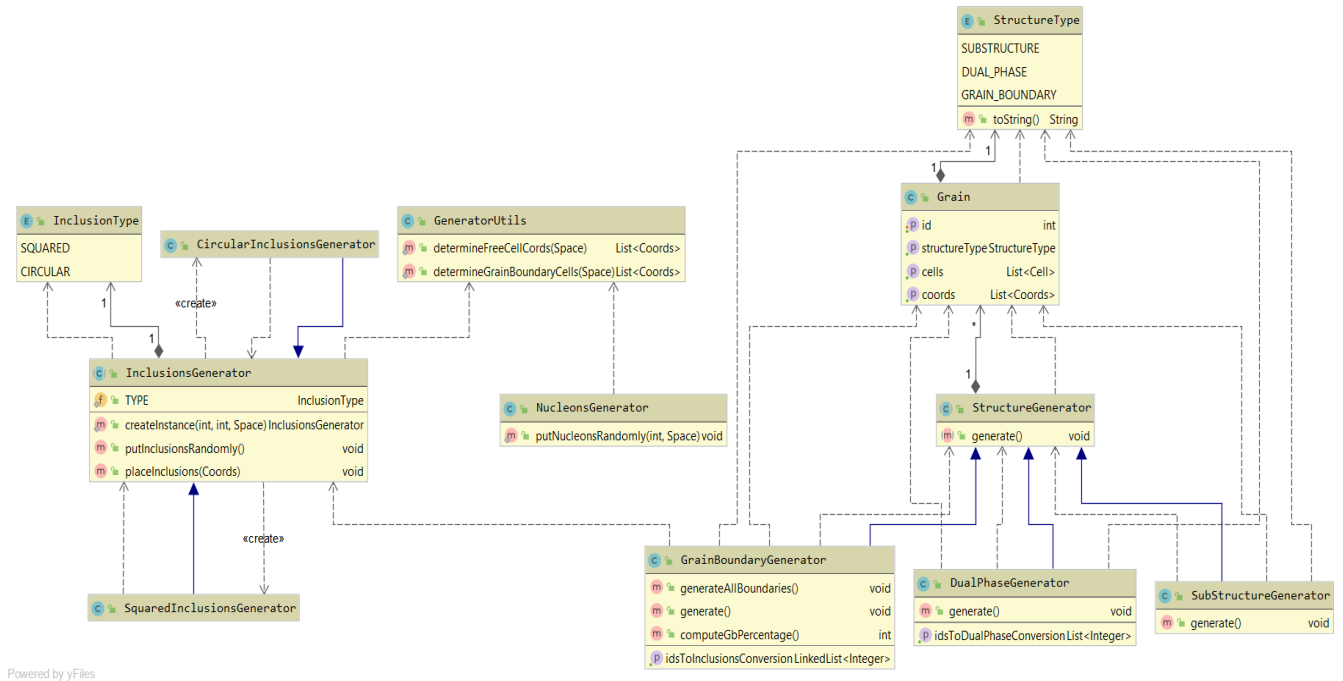 StructureType
SUBSTRUCTURE
DUAL_PHASE
GRAIN_BOUNDARY
toString() String
1
1
Grain
id int
structureType StructureType
cells List<Cell>
coords List<Coords>
InclusionType
SQUARED
CIRCULAR
CircularInclusionsGenerator
GeneratorUtils
determineFreeCellCords(Space) List<Coords>
determineGrainBoundaryCells(Space) List<Coords>
«create»
1
1
*
1
InclusionsGenerator
TYPE InclusionType
createInstance(int, int, Space) InclusionsGenerator
putInclusionsRandomly() void
placeInclusions(Coords) void
NucleonsGenerator
putNucleonsRandomly(int, Space) void
StructureGenerator
generate() void
«create»
SquaredInclusionsGenerator
GrainBoundaryGenerator
generateAllBoundaries() void
generate() void
computeGbPercentage() int
idsToInclusionsConversion LinkedList<Integer>
DualPhaseGenerator
generate() void
idsToDualPhaseConversion List<Integer>
SubStructureGenerator
generate() void
Powered by yFiles